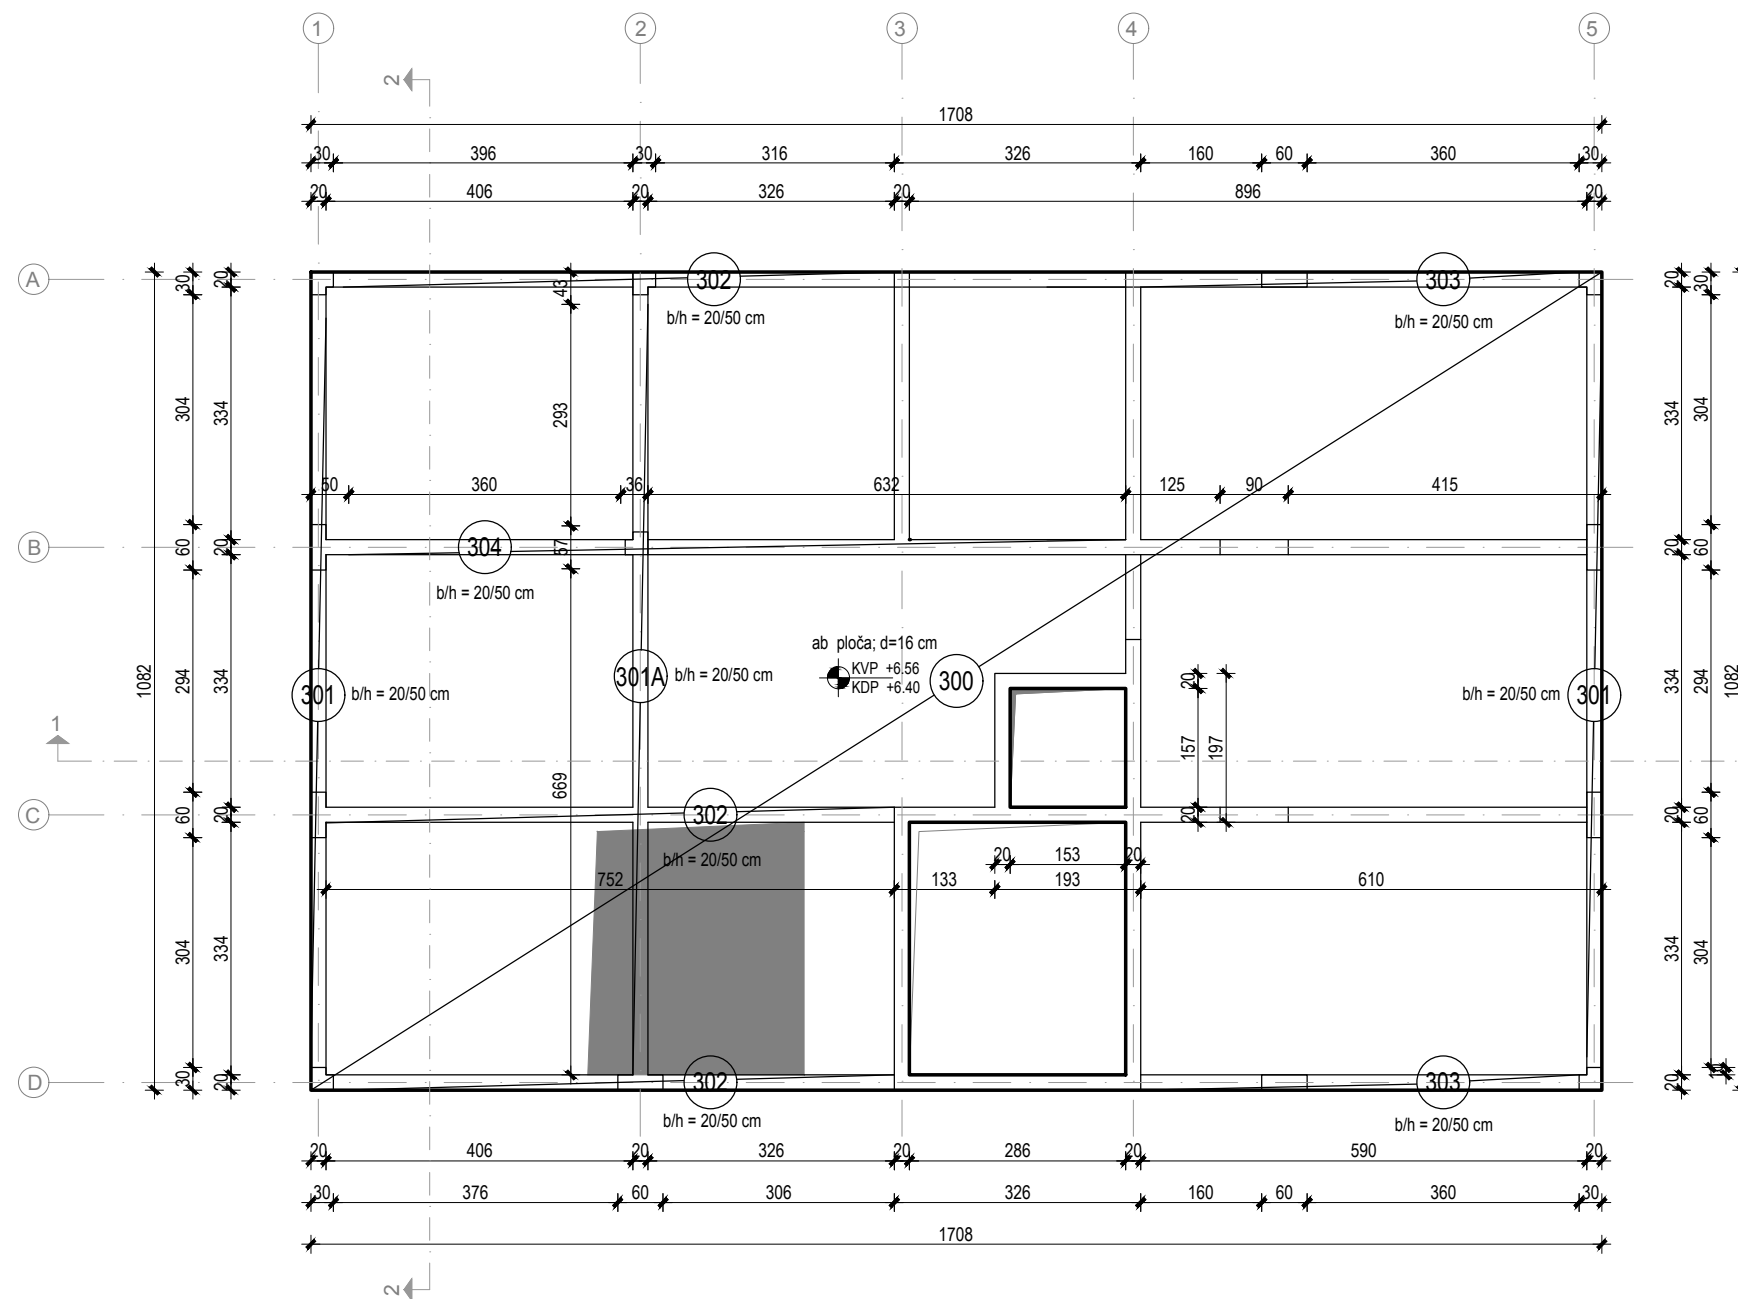 1 2 3 4 5
2
1708
30 396 30 316 326 160 60 360 30
20 406 20 326 20 896 20
A 30 20 302 43 303 20 30
b/h = 20/50 cm b/h = 20/50 cm
304 334 293 334 304
50 360 36 632 125 90 415
B 60 20 304 57 20 60
b/h = 20/50 cm
ab ploča; d=16 cm
KVP +6.56
KDP +6.40
1082 294 334 301 b/h = 20/50 cm 301A b/h = 20/50 cm 300 20 b/h = 20/50 cm 301 334 294 1082
1 157 197
669
C 60 20 302 20 20 60
b/h = 20/50 cm
20 153 20
752 133 193 610
304 334 334 304
D 30 20 302 303 20
b/h = 20/50 cm b/h = 20/50 cm
20 406 20 326 20 286 20 590 20
30 376 60 306 326 160 60 360 30
1708
2